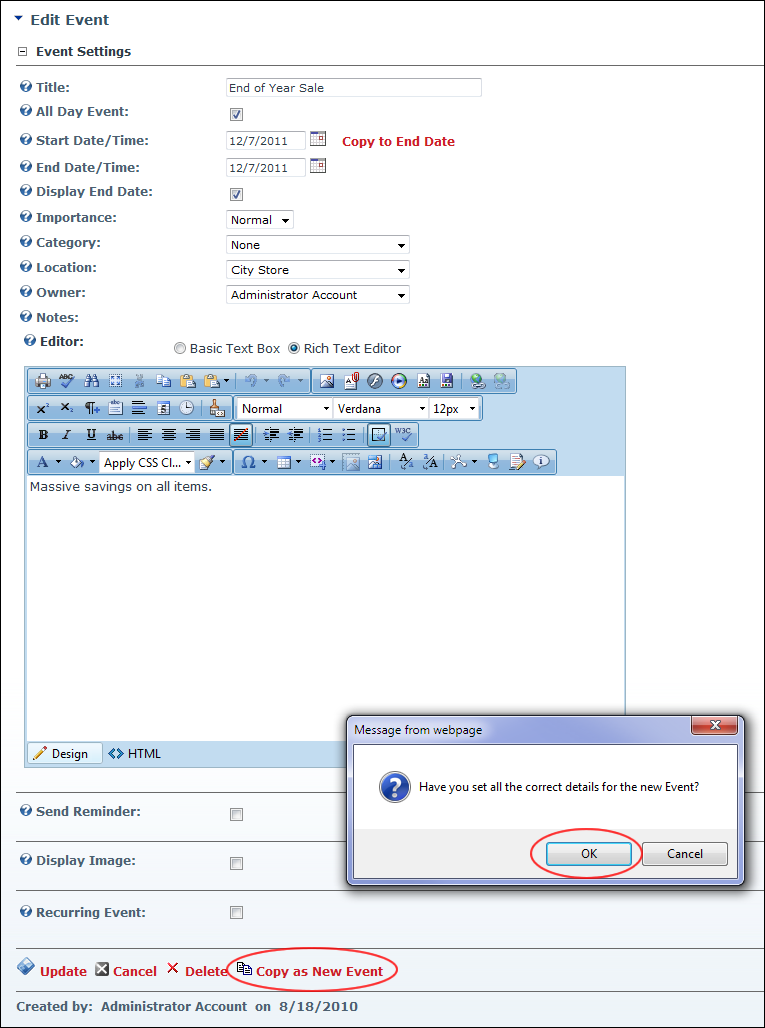 Edit Event
Event Settings
Title: End of Year Sale
All Day Event:
Start Date/Time: 12/7/2011 Copy to End Date
End Date/Time: 12/7/2011
Display End Date:
Importance: Normal
Category: None
Location: City Store
Owner: Administrator Account
Notes:
Editor: Basic Text Box Rich Text Editor
ABC
Normal Verdana 12px
B I U abc W3C
A Apply CSS Cl... Ω
Massive savings on all items.
Design HTML
Message from webpage
Have you set all the correct details for the new Event?
OK Cancel
Send Reminder:
Display Image:
Recurring Event:
Update Cancel Delete Copy as New Event
Created by: Administrator Account on 8/18/2010